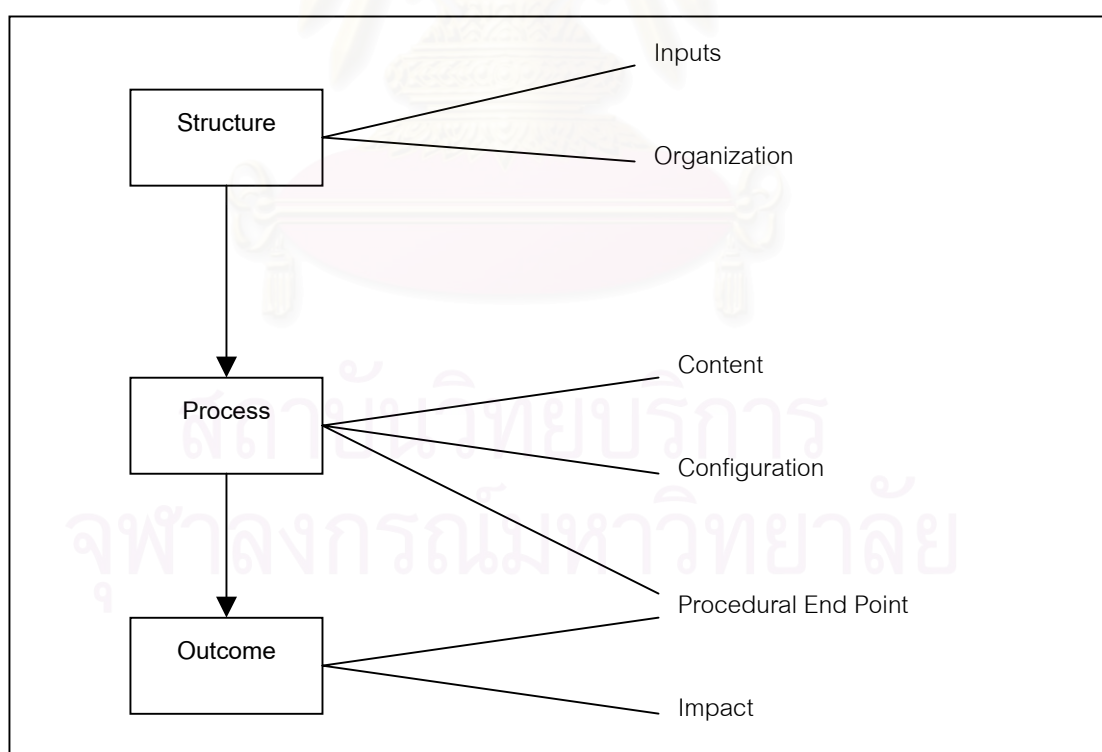 Inputs
Structure
Organization
Content
Process
สถาบันวิทยบริการ
Configuration
จุฬาลงกรณ์มหาวิทยาลัย
Procedural End Point
Outcome
Impact